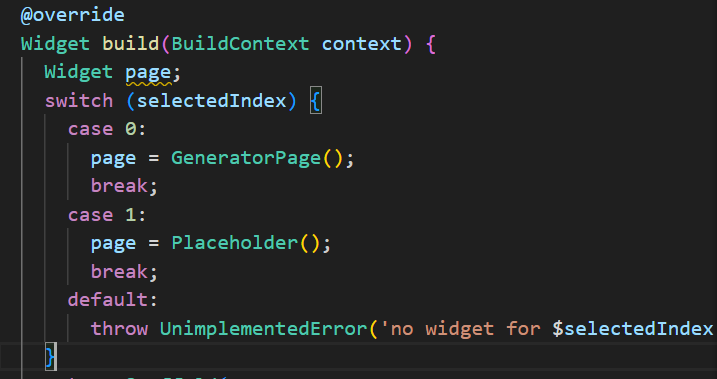 @override
Widget build(BuildContext context) {
Widget page;
switch (selectedIndex) {
case 0:
page = GeneratorPage();
break;
case 1:
page = Placeholder();
break;
default:
throw UnimplementedError('no widget for $selectedIndex
}